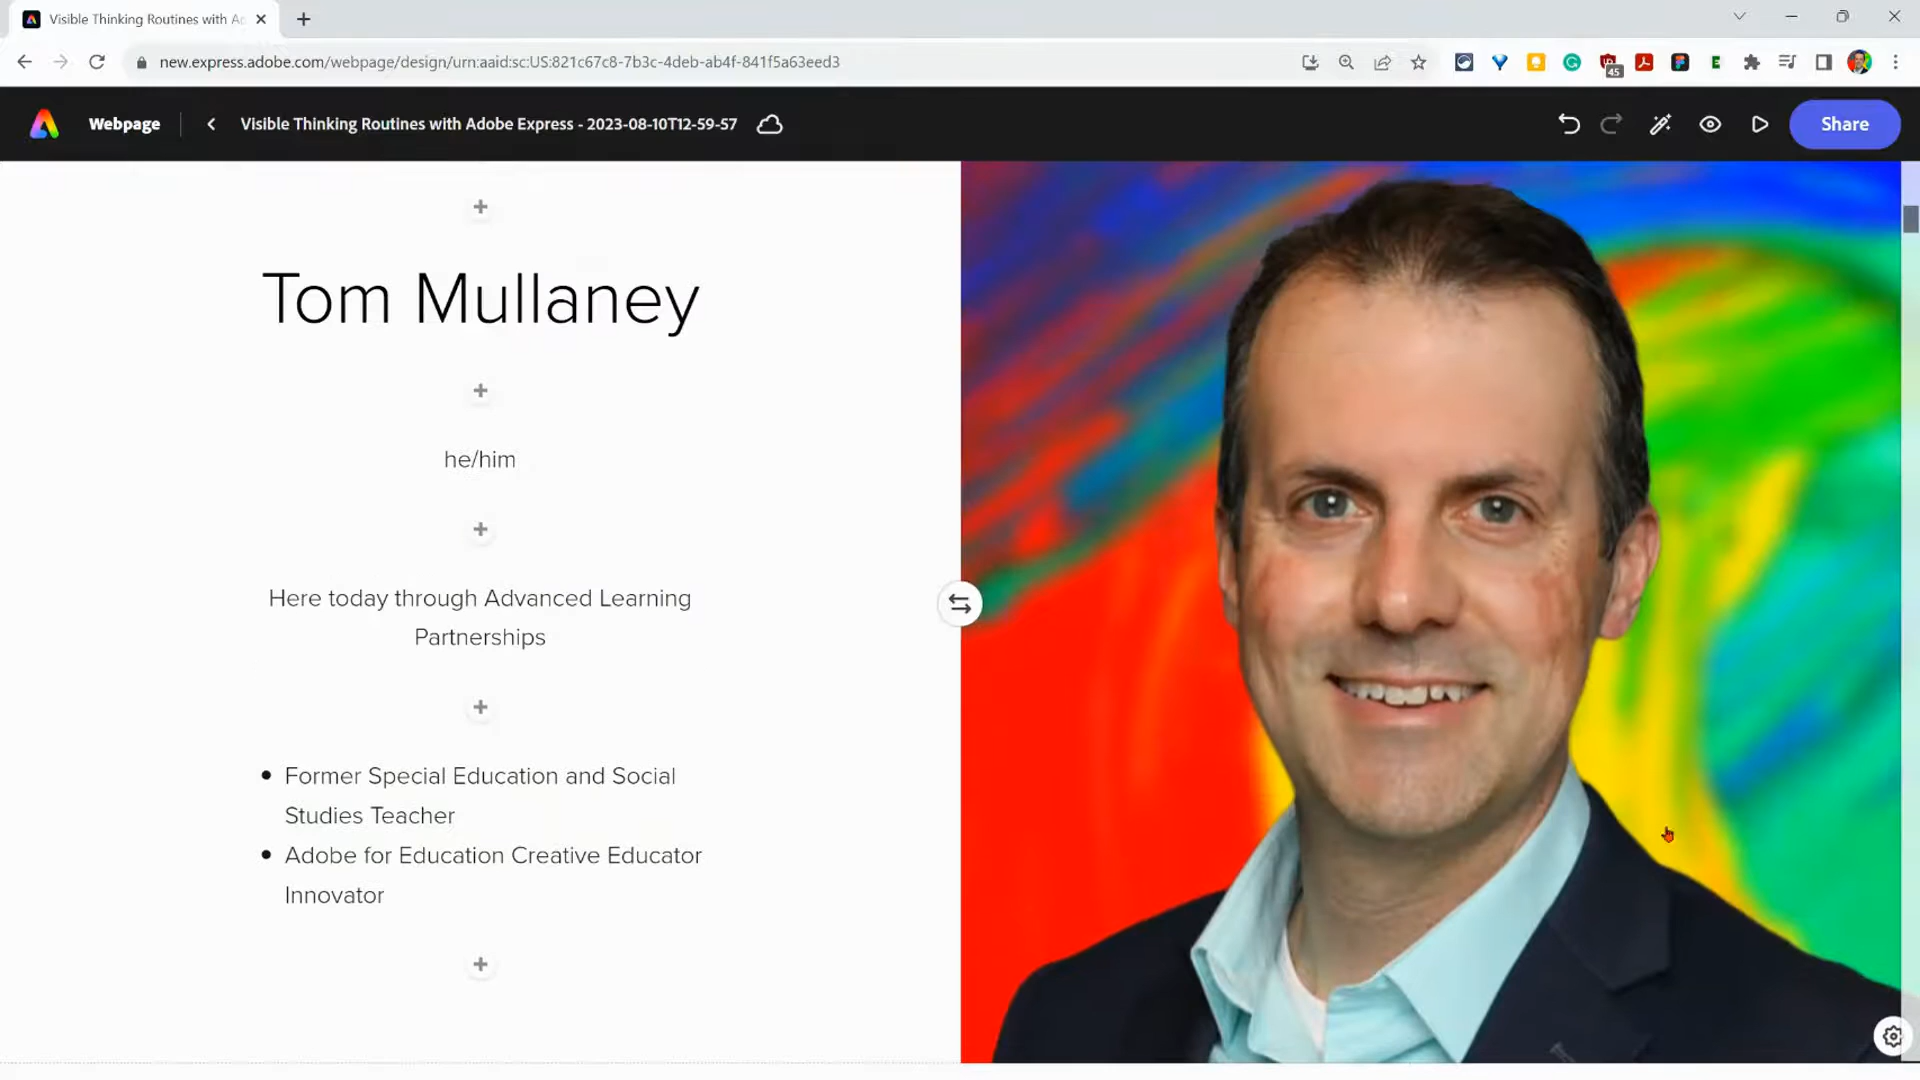 Visible Thinking Routines with A
new.express.adobe.com/webpage/design/urn:aaid:sc:US:821c67c8-7b3c-4deb-ab4f-841f5a63eed3
45
Webpage
Visible Thinking Routines with Adobe Express - 2023-08-10T12-59-57
Share
Tom Mullaney
he/him
Here today through Advanced Learning
Partnerships
Former Special Education and Social
Studies Teacher
Adobe for Education Creative Educator
Innovator